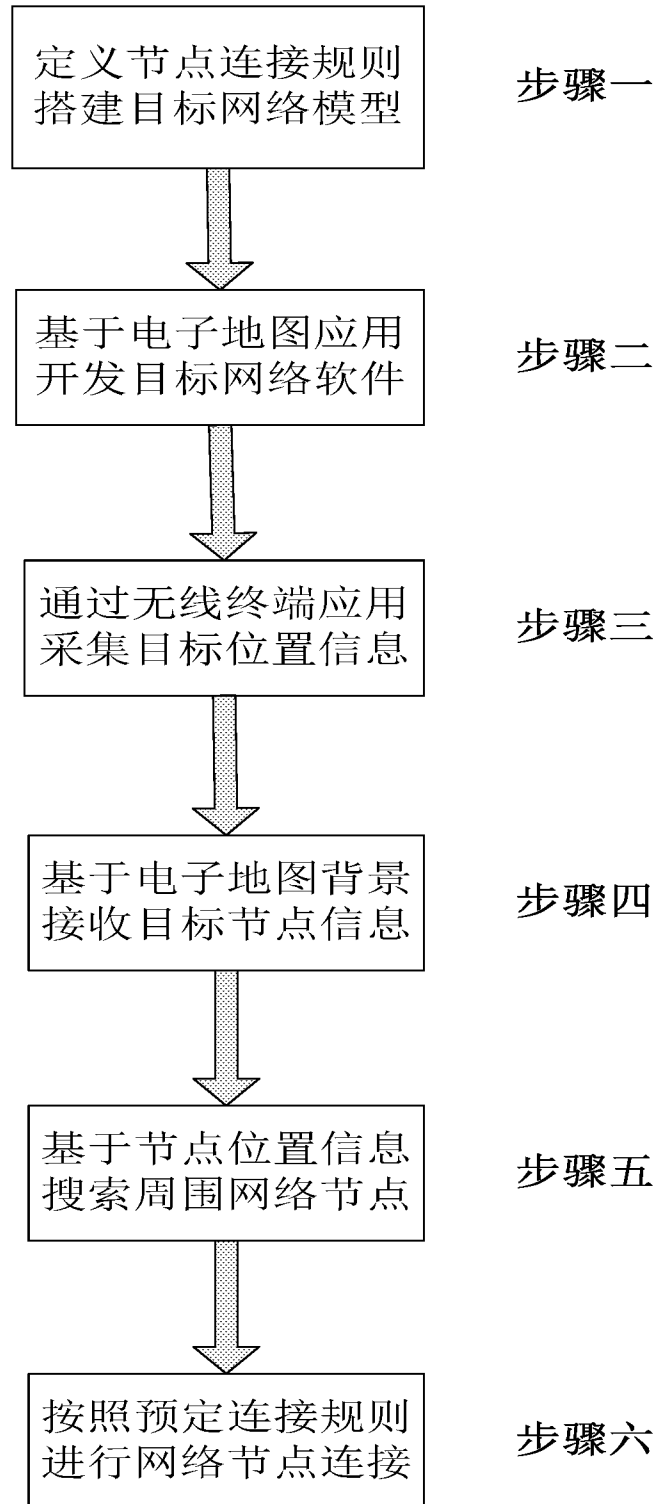 定义节点连接规则
搭建目标网络模型
步骤一
基于电子地图应用
开发目标网络软件
步骤二
通过无线终端应用
采集目标位置信息
步骤三
基于电子地图背景
接收目标节点信息
步骤四
基于节点位置信息
搜索周围网络节点
步骤五
按照预定连接规则
进行网络节点连接
步骤六